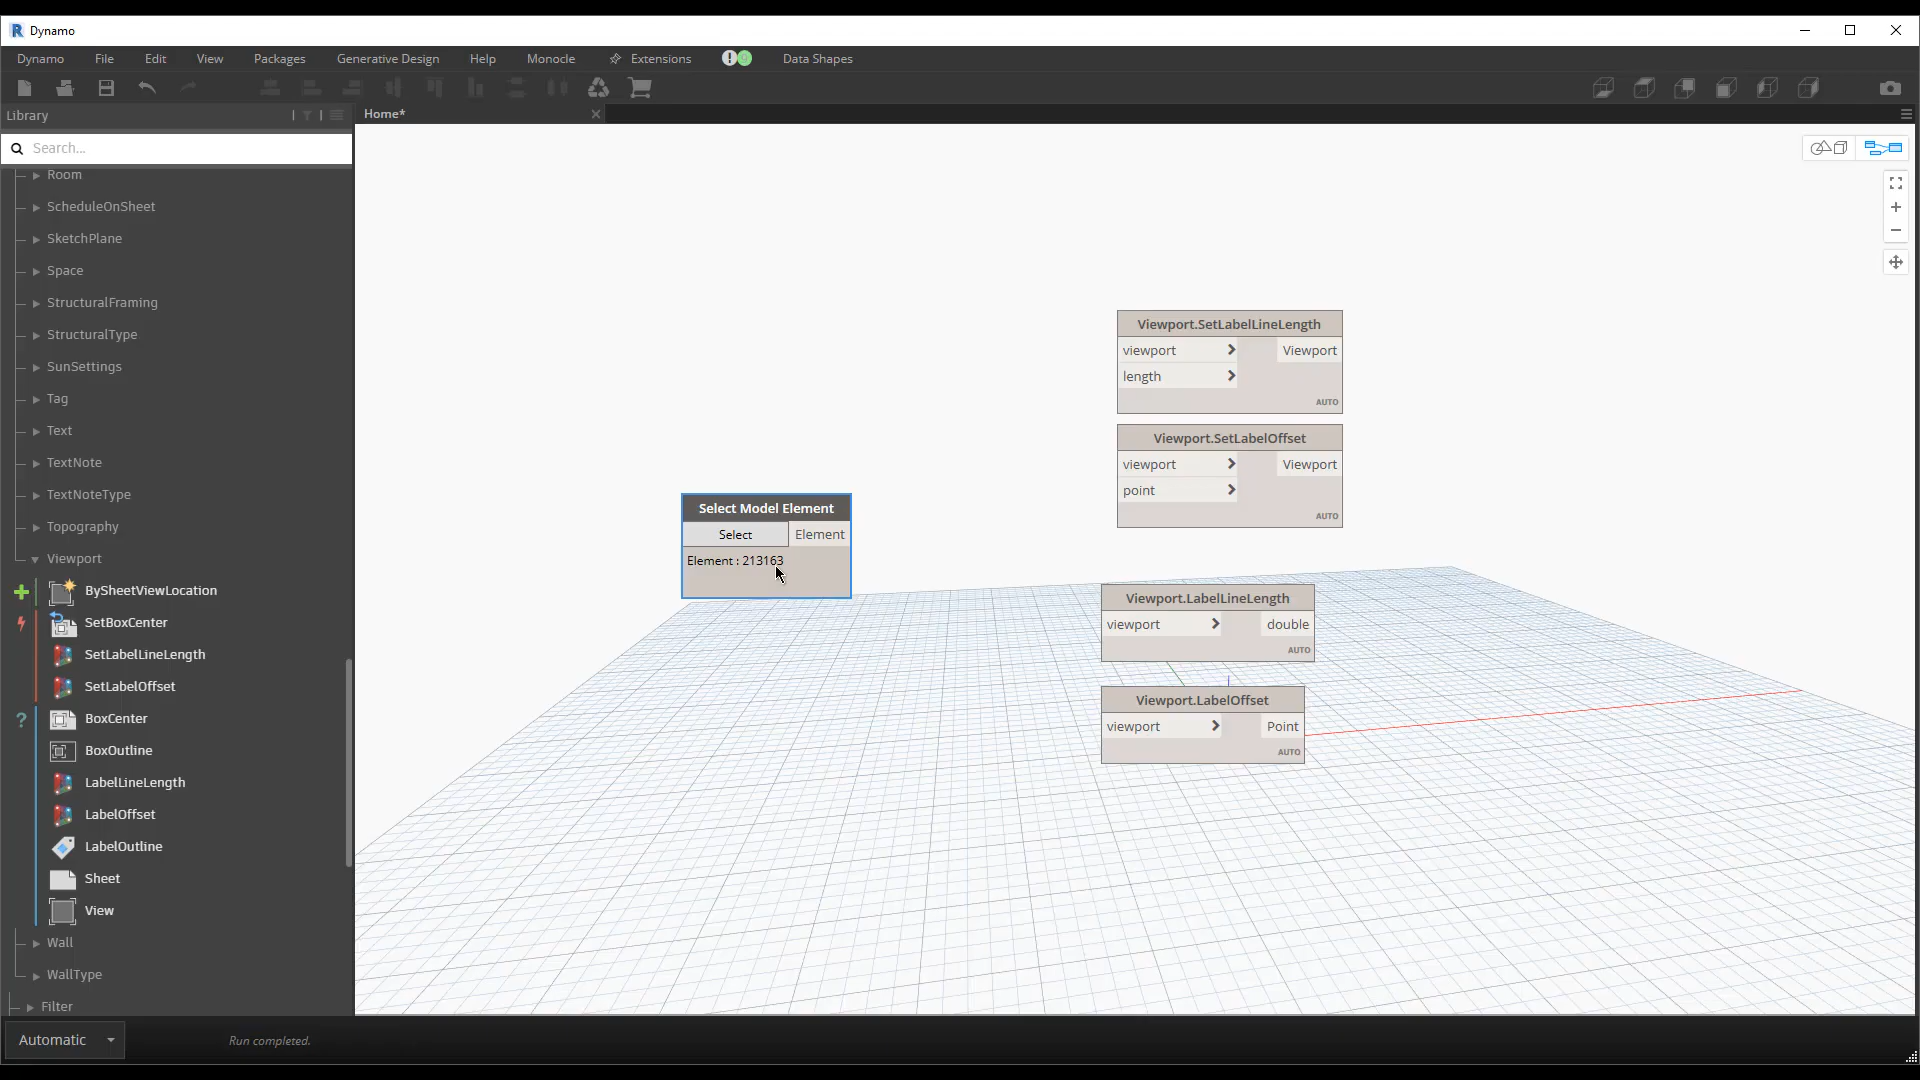 Dynamo
Dynamo File Edit View Packages Generative Design Help Monocle Extensions Data Shapes
Library
Home*
Search...
Room
ScheduleOnSheet
SketchPlane
Space
StructuralFraming
StructuralType
SunSettings
Tag
Text
TextNote
TextNoteType
Topography
Viewport
BySheetViewLocation
SetBoxCenter
SetLabelLineLength
SetLabelOffset
BoxCenter
BoxOutline
LabelLineLength
LabelOffset
LabelOutline
Sheet
View
Wall
WallType
Filter
Select Model Element
Select Element
Element : 213163
Viewport.SetLabelLineLength
viewport Viewport
length
AUTO
Viewport.SetLabelOffset
viewport Viewport
point
AUTO
Viewport.LabelLineLength
viewport double
AUTO
Viewport.LabelOffset
viewport Point
AUTO
Automatic
Run completed.